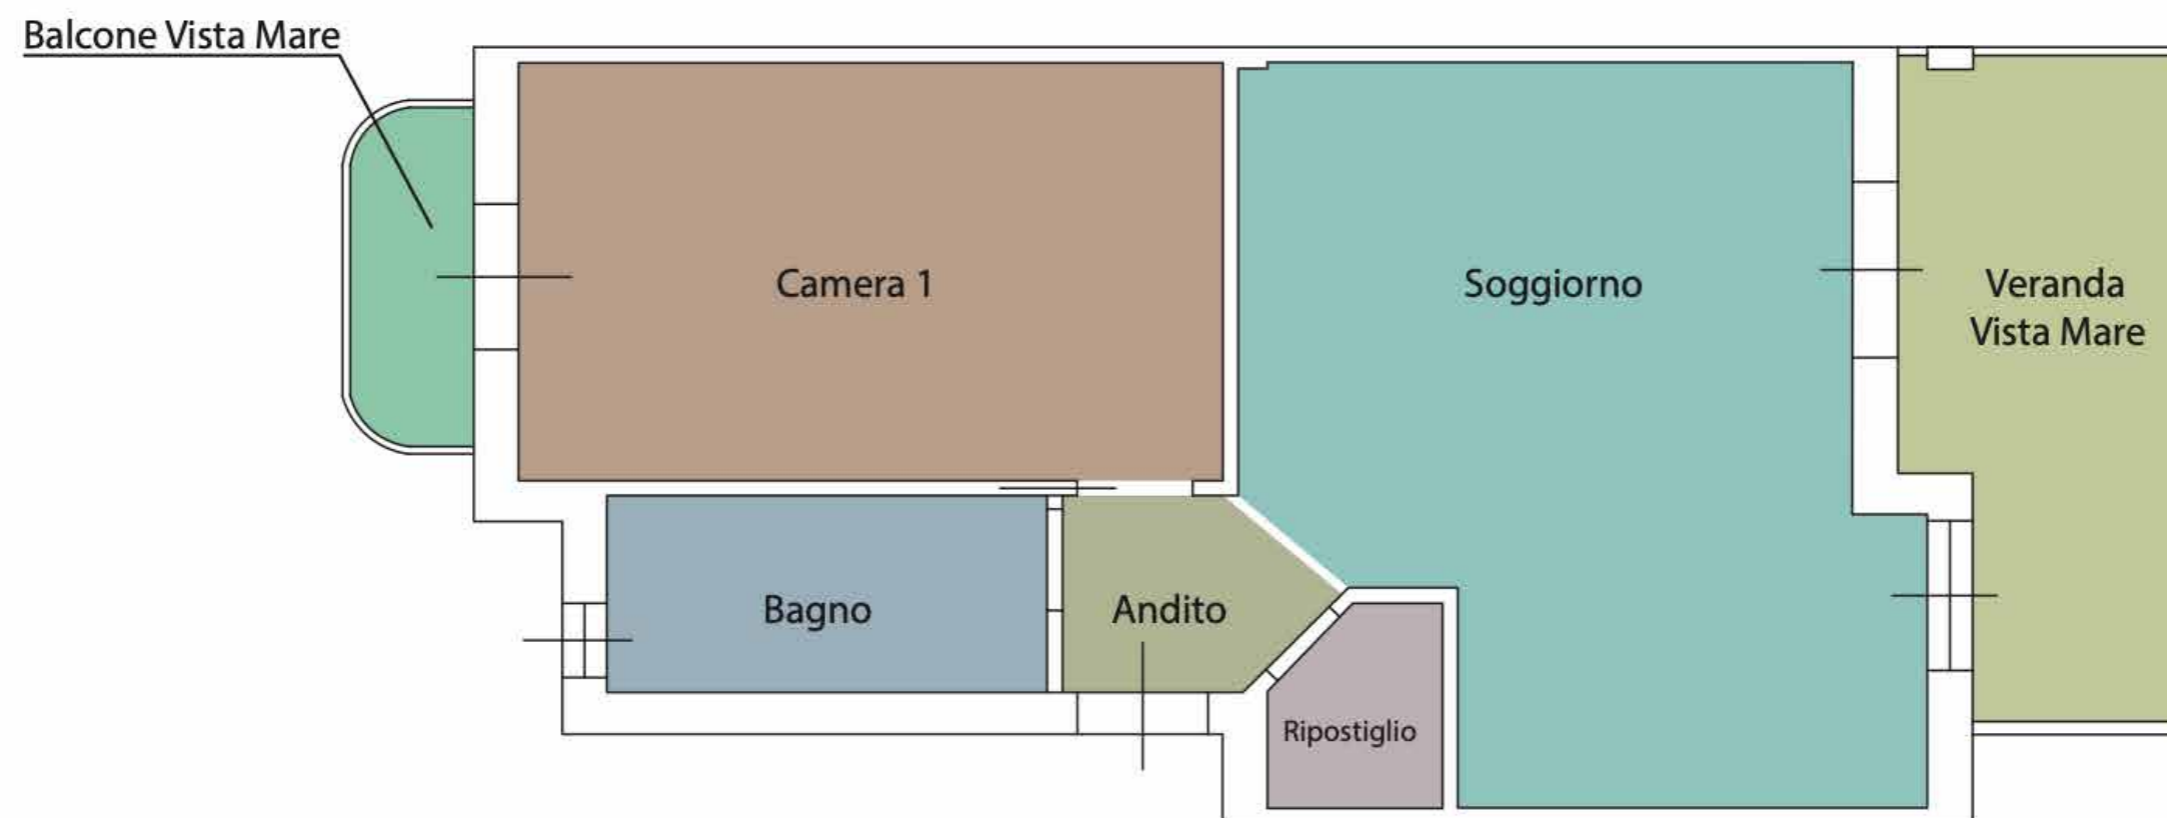 Balcone Vista Mare
Camera 1
Soggiorno
Veranda
Vista Mare
Bagno
Andito
Ripostiglio